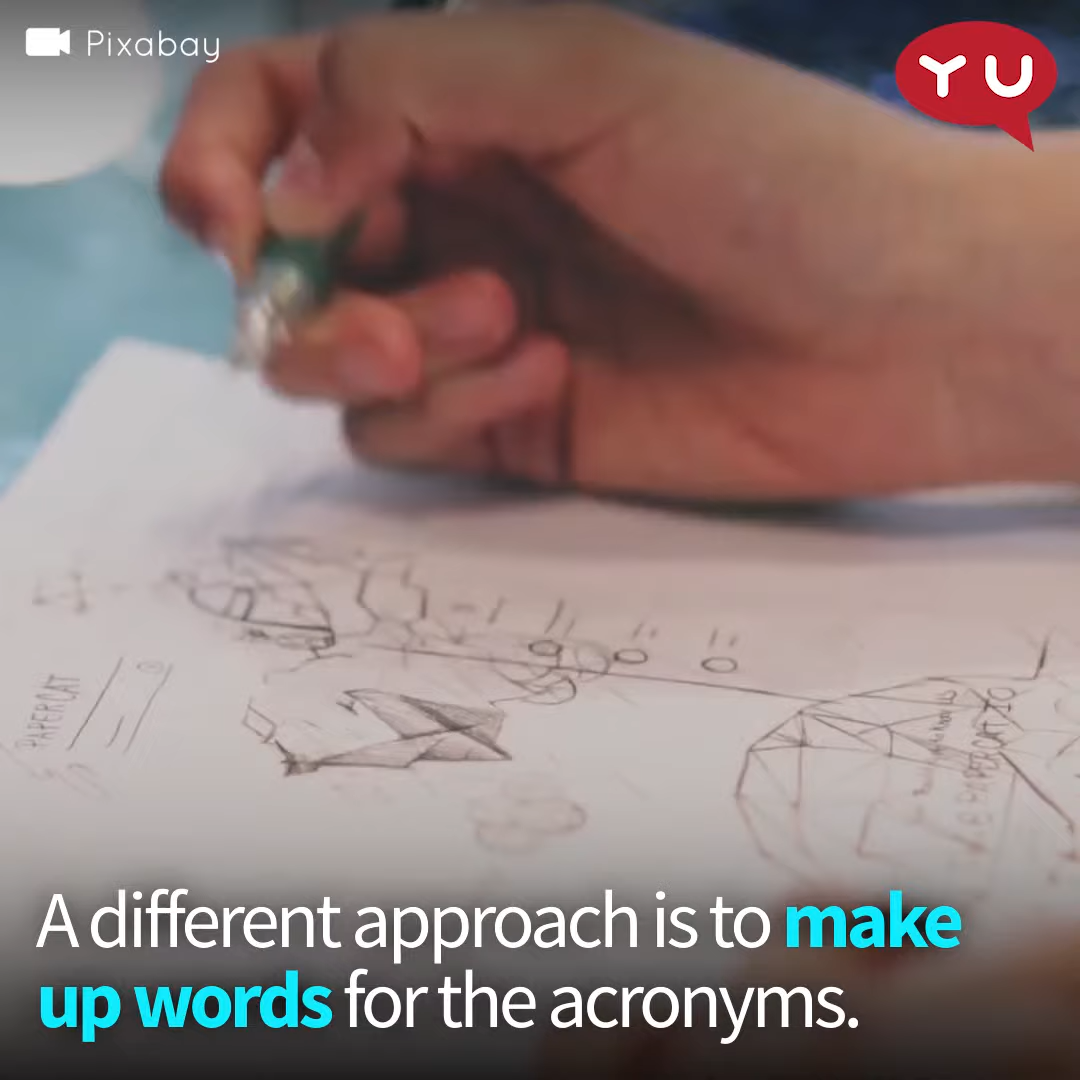 Pixabay
YU
PAPERCAT
A different approach is to make
up words for the acronyms.